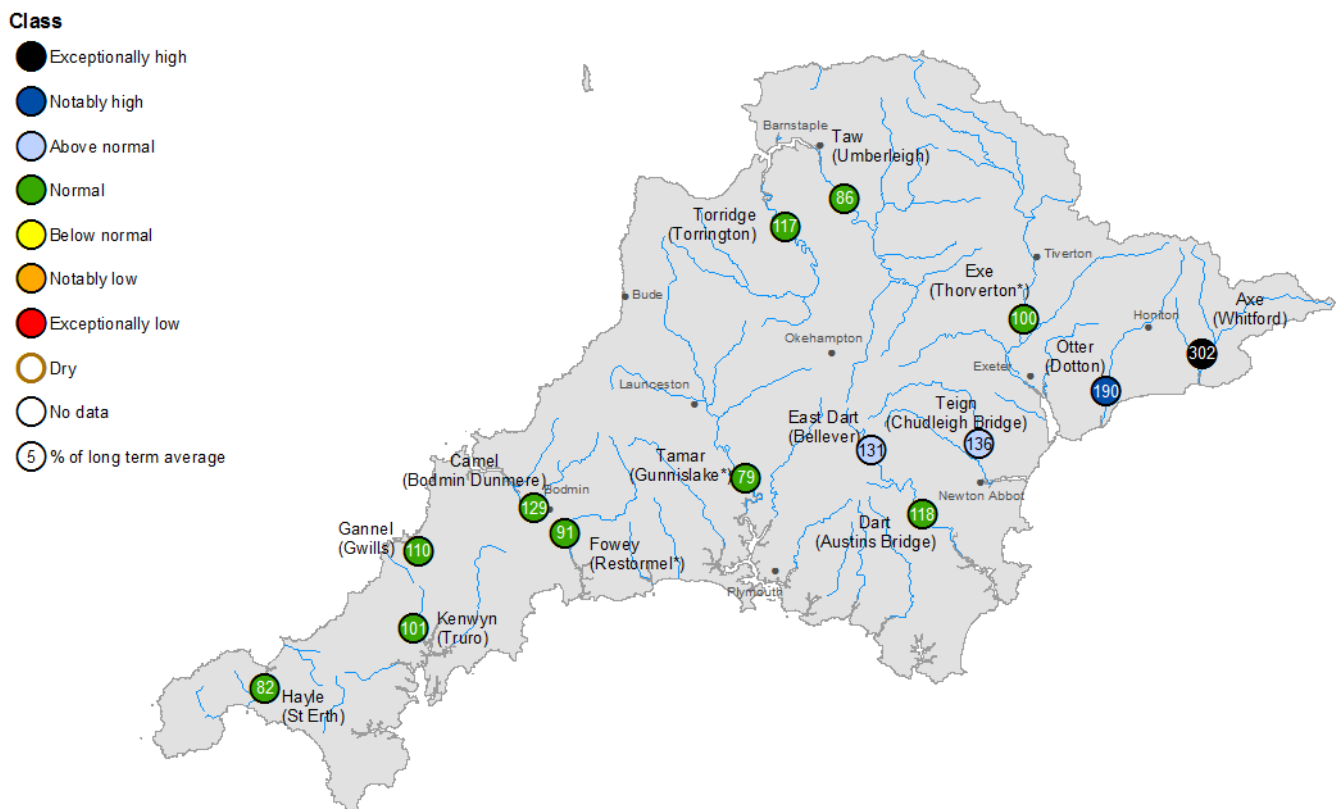 Class
Exceptionally high
Notably high
Above normal
Normal
Below normal
Notably low
Exceptionally low
Dry
No data
5 % of long term average
Barnstaple
Taw
(Umberleigh)
86
Torridge
(Torrington)
117
Tiverton
Exe
(Thorverton*)
100
Bude
Axe
(Whitford)
302
Honiton
Okehampton
Otter
(Dotton)
190
Exeter
Launceston
East Dart
(Bellever)
131
Teign
(Chudleigh Bridge)
136
Tamar
(Gunnislake*)
79
Newton Abbot
Camel
(Bodmin Dunmere)
129
Bodmin
Dart
(Austins Bridge)
118
Gannel
(Gwills)
110
91
Fowey
(Restormel*)
Plymouth
101
Kenwyn
(Truro)
82
Hayle
(St Erth)